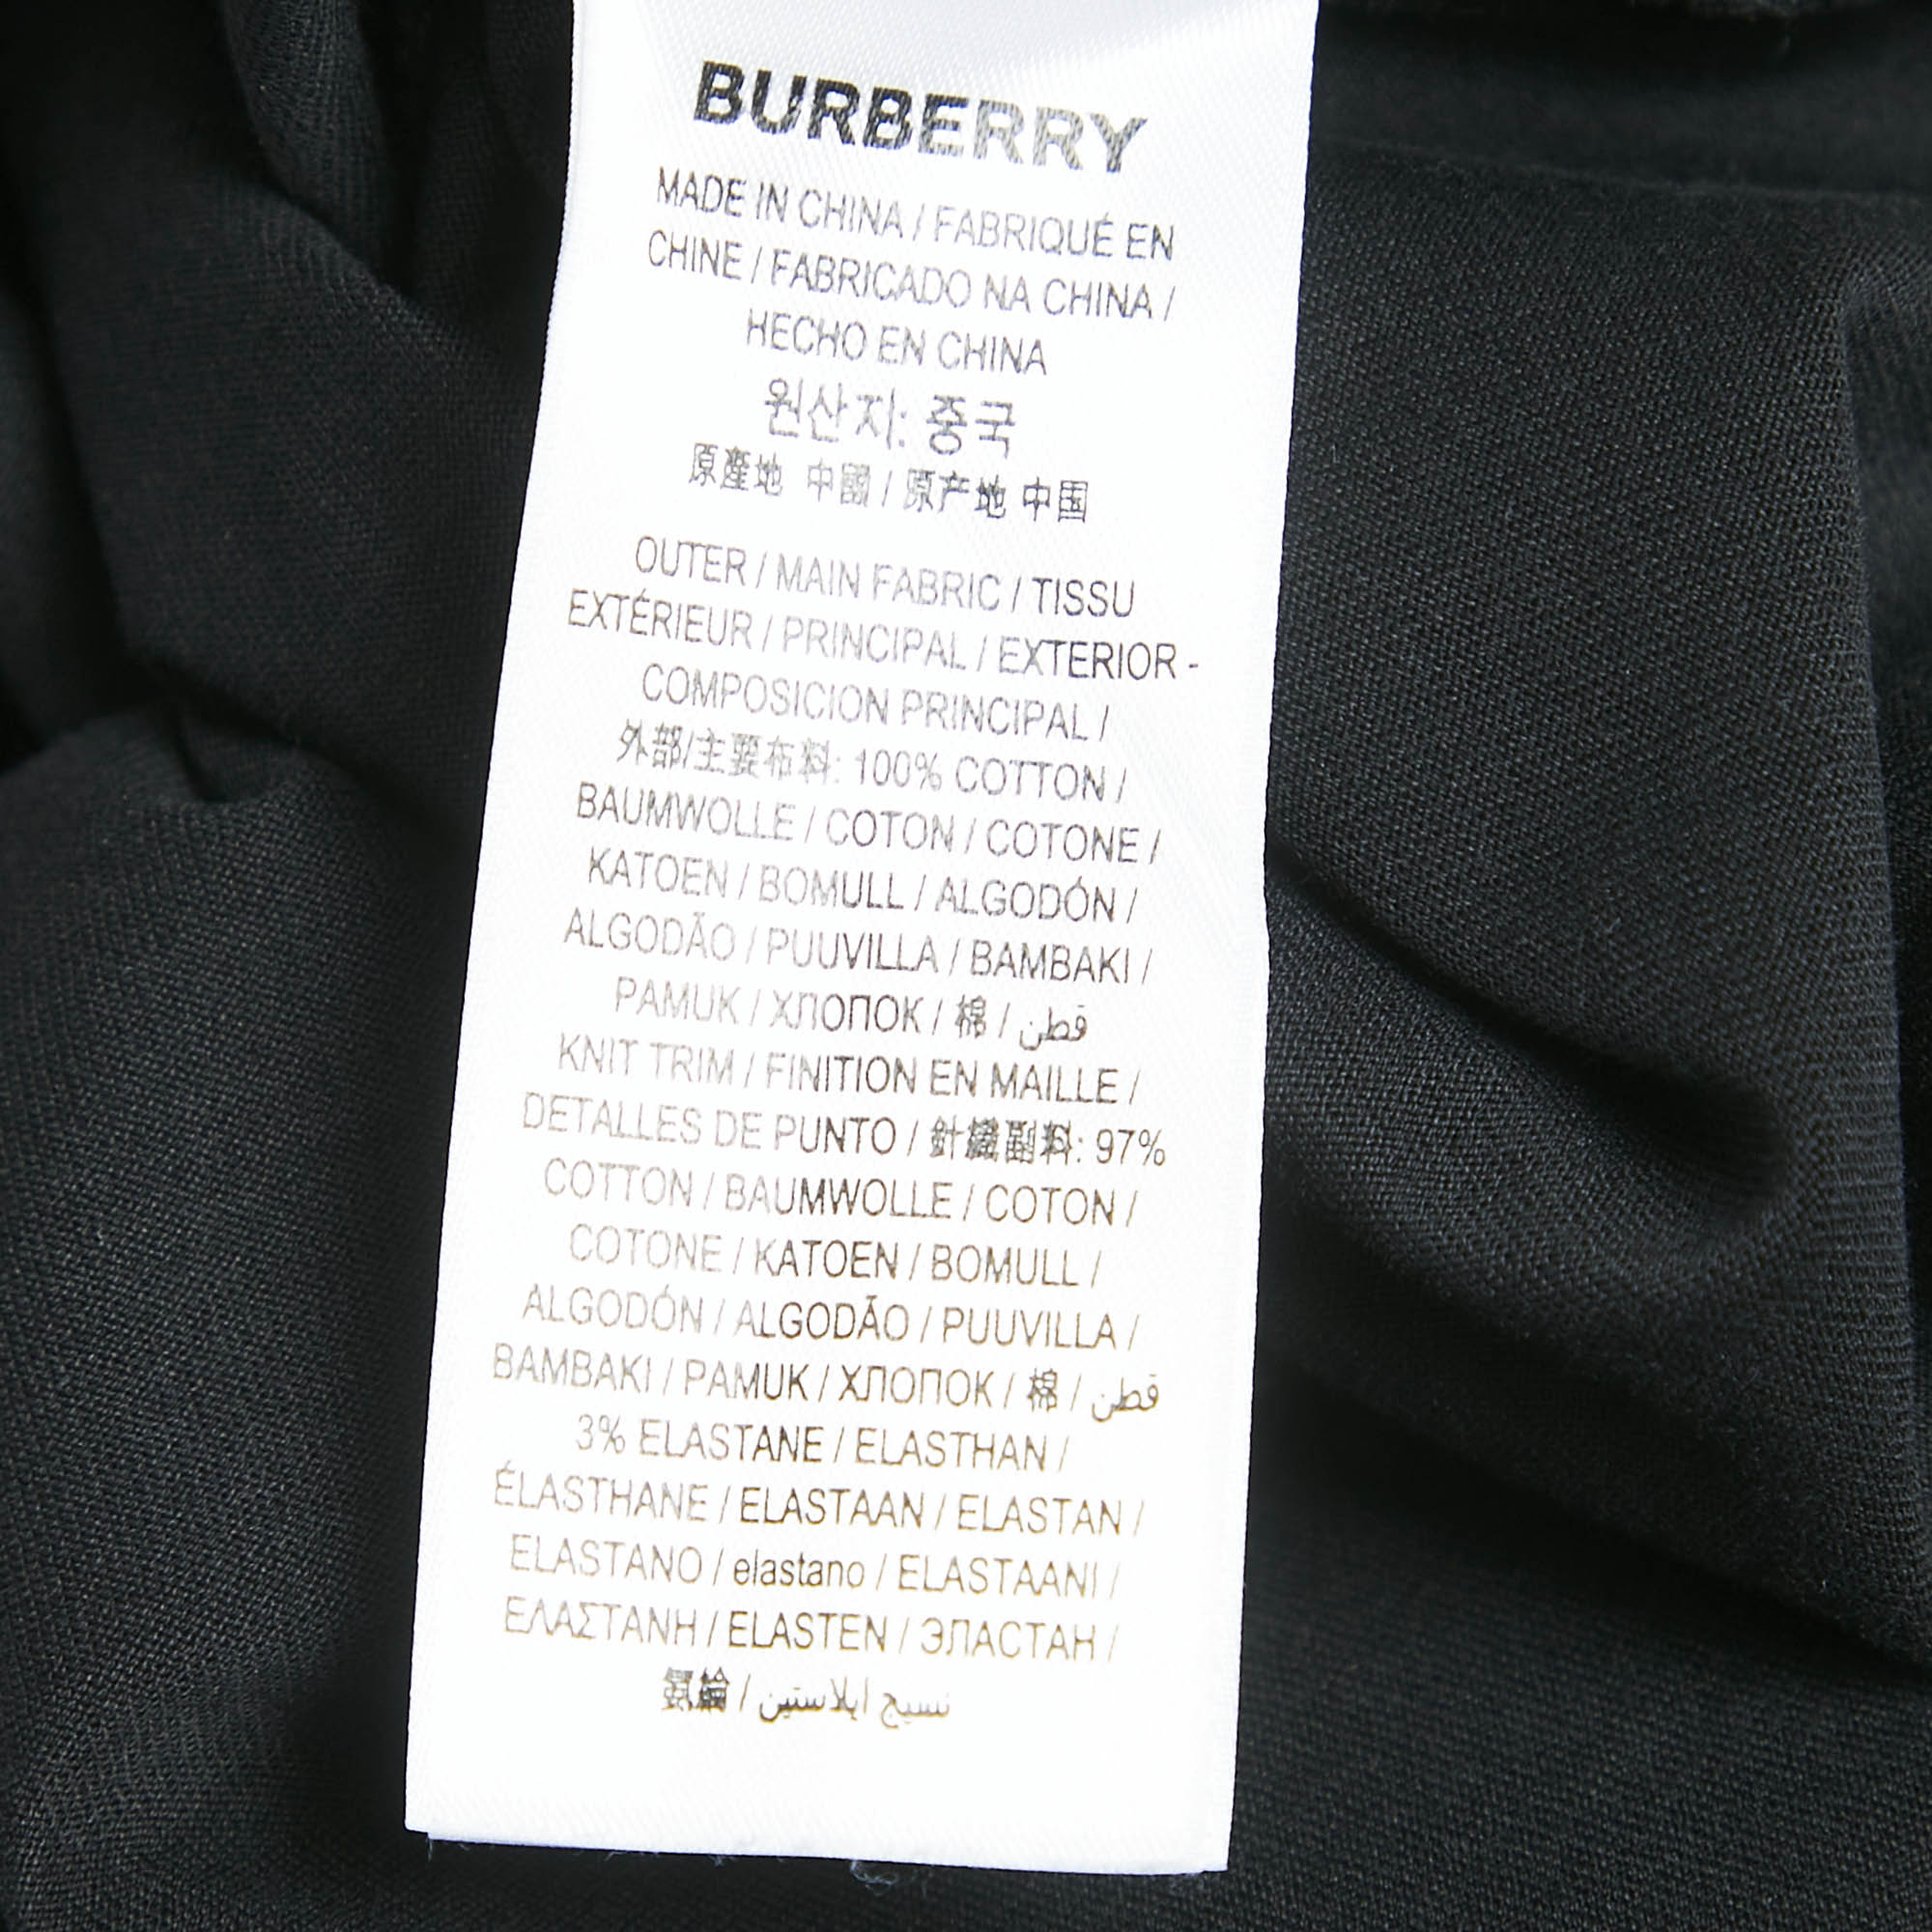 BURBERRY
MADE IN CHINA / FABRIQUÉ EN
CHINE / FABRICADO NA CHINA /
HECHO EN CHINA
원산지: 중국
原產地 中國 / 原产地 中国
OUTER / MAIN FABRIC / TISSU
EXTÉRIEUR / PRINCIPAL / EXTERIOR -
COMPOSICION PRINCIPAL /
外部/主要布料: 100% COTTON /
BAUMWOLLE / COTON / COTONE /
KATOEN / BOMULL / ALGODÓN /
ALGODÃO / PUUVILLA / BAMBAKI /
PAMUK / ХЛОПОК / 棉 / قطن
KNIT TRIM / FINITION EN MAILLE /
DETALLES DE PUNTO / 針織副料: 97%
COTTON / BAUMWOLLE / COTON /
COTONE / KATOEN / BOMULL /
ALGODÓN / ALGODÃO / PUUVILLA /
BAMBAKI / PAMUK / ХЛОПОК / 棉 / قطن
3% ELASTANE / ELASTHAN /
ÉLASTHANE / ELASTAAN / ELASTAN /
ELASTANO / elastano / ELASTAANI /
ΕΛΑΣΤΑΝΗ / ELASTEN / ЭЛАСТАН /
氨綸 / نسيج ايلاستين